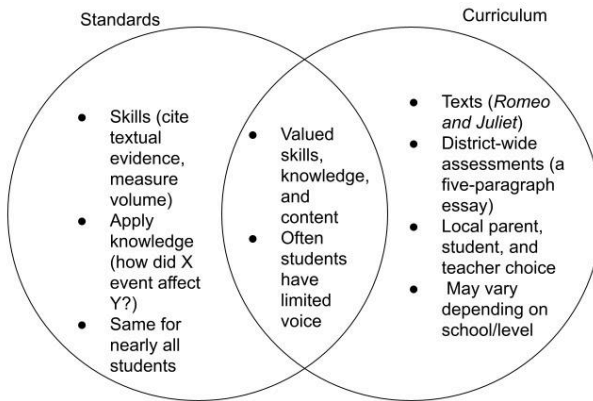 Standards
Curriculum
● Skills (cite
textual
evidence,
measure
volume)
● Apply
knowledge
(how did X
event affect
Y?)
● Same for
nearly all
students
● Valued
skills,
knowledge,
and
content
● Often
students
have
limited
voice
● Texts (Romeo
and Juliet)
● District-wide
assessments (a
five-paragraph
essay)
● Local parent,
student, and
teacher choice
● May vary
depending on
school/level